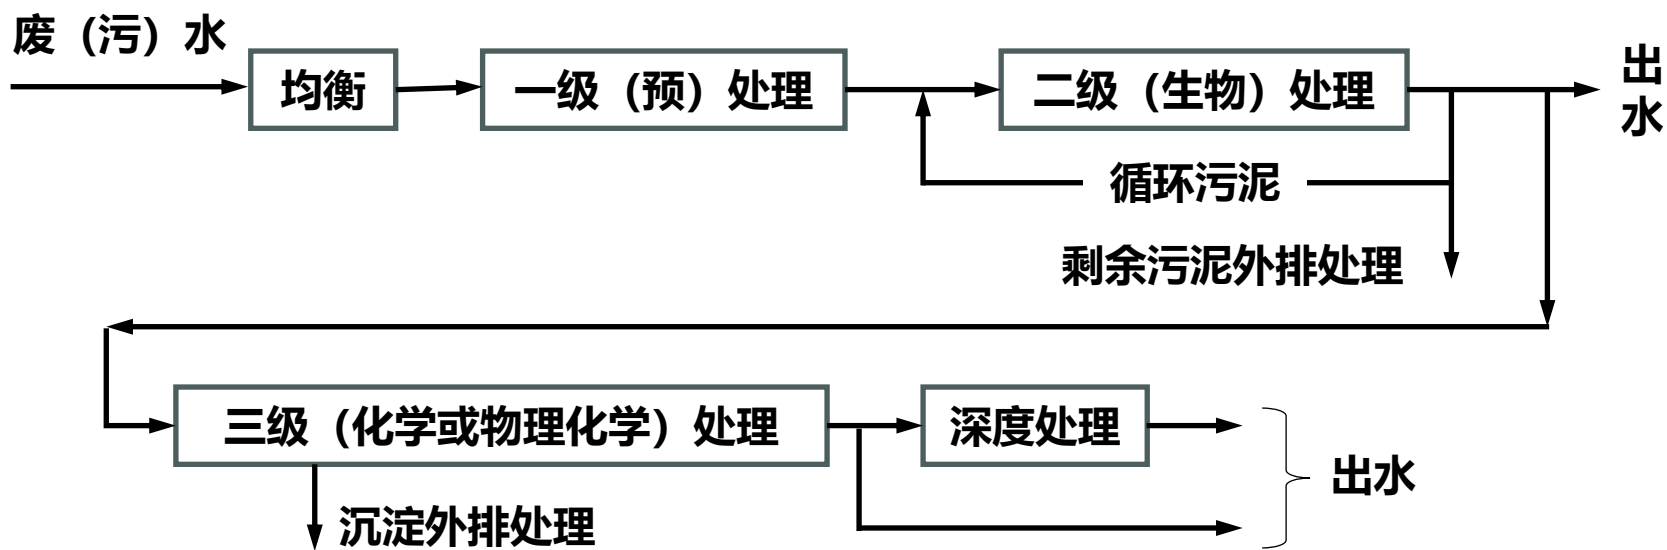 废（污）水
均衡
一级（预）处理
二级（生物）处理
出水
循环污泥
剩余污泥外排处理
三级（化学或物理化学）处理
深度处理
出水
沉淀外排处理